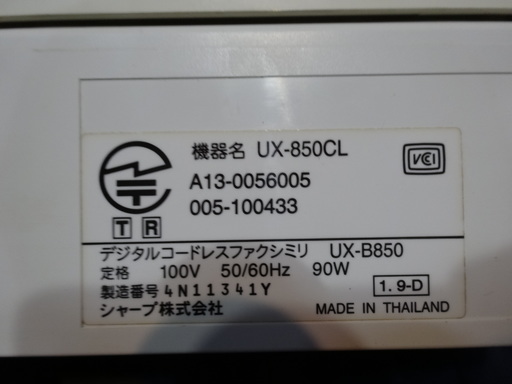 機器名 UX-850CL
A13-0056005
005-100433
T R
VCI
デジタルコードレスファクシミリ UX-B850
定格 100V 50/60Hz 90W
製造番号 4N11341Y
1.9-D
シャープ株式会社 MADE IN THAILAND